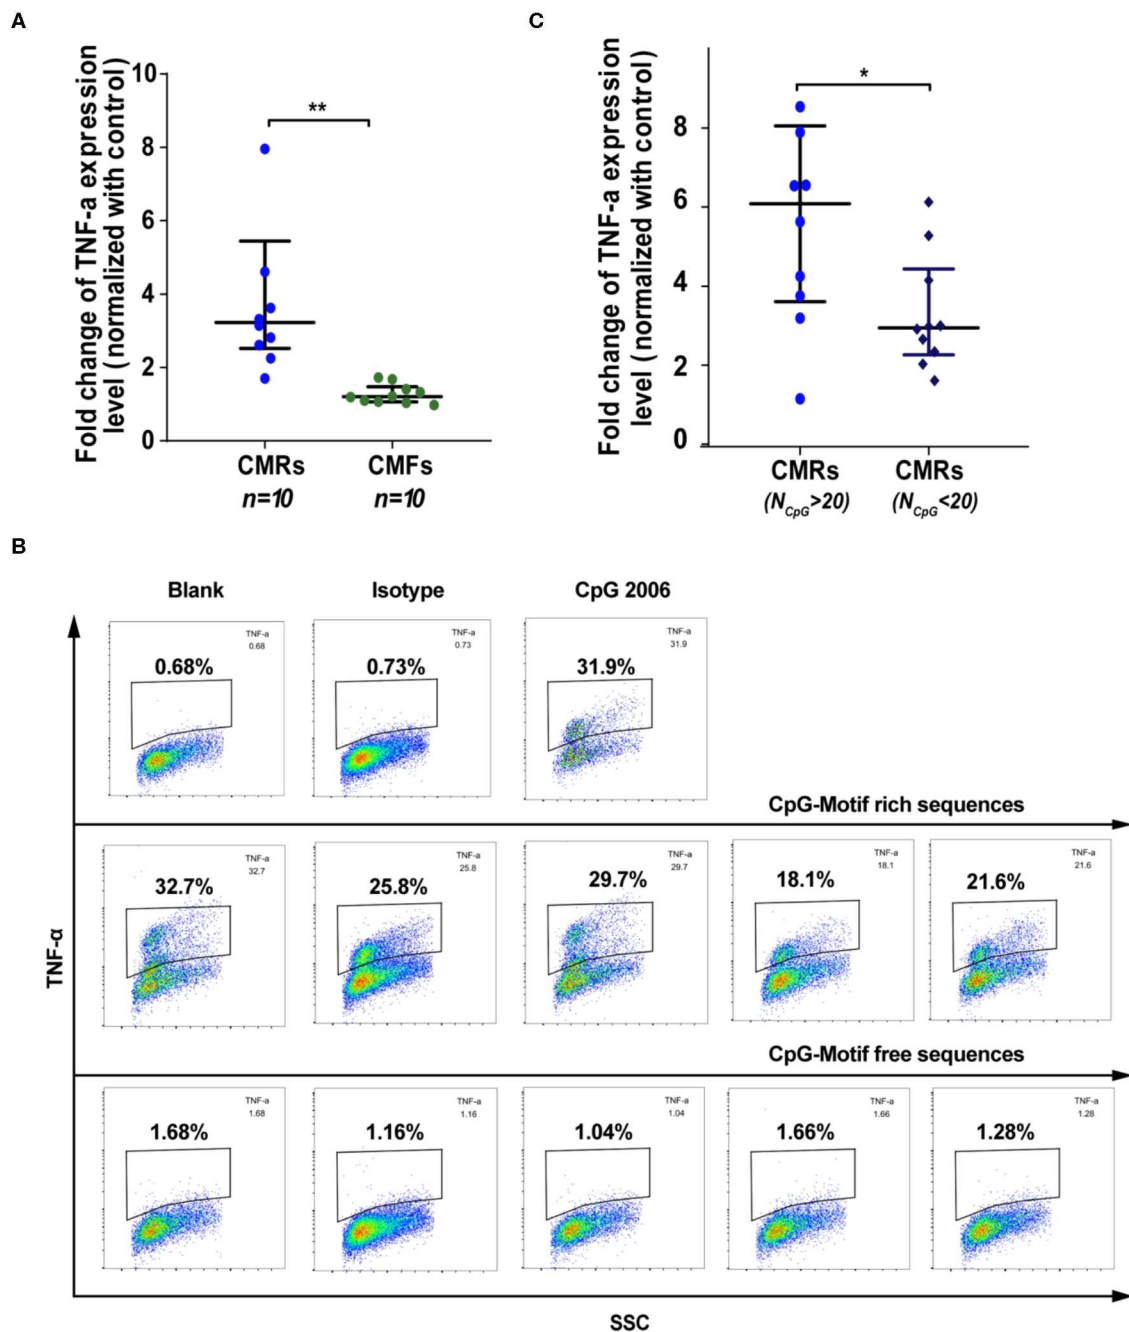 A
Fold change of TNF-a expression
level (normalized with control)
10
8
6
4
2
0
**
CMRs
n=10
CMFs
n=10
C
Fold change of TNF-a expression
level (normalized with control)
8
6
4
2
0
*
CMRs
(NCpG>20)
CMRs
(NCpG<20)
B
Blank
Isotype
CpG 2006
TNF-a
0.68
0.68%
TNF-a
0.73
0.73%
TNF-a
31.9
31.9%
CpG-Motif rich sequences
TNF-a
32.7
32.7%
TNF-a
25.8
25.8%
TNF-a
29.7
29.7%
TNF-a
18.1
18.1%
TNF-a
21.6
21.6%
TNF-α
CpG-Motif free sequences
TNF-a
1.68
1.68%
TNF-a
1.16
1.16%
TNF-a
1.04
1.04%
TNF-a
1.66
1.66%
TNF-a
1.28
1.28%
SSC